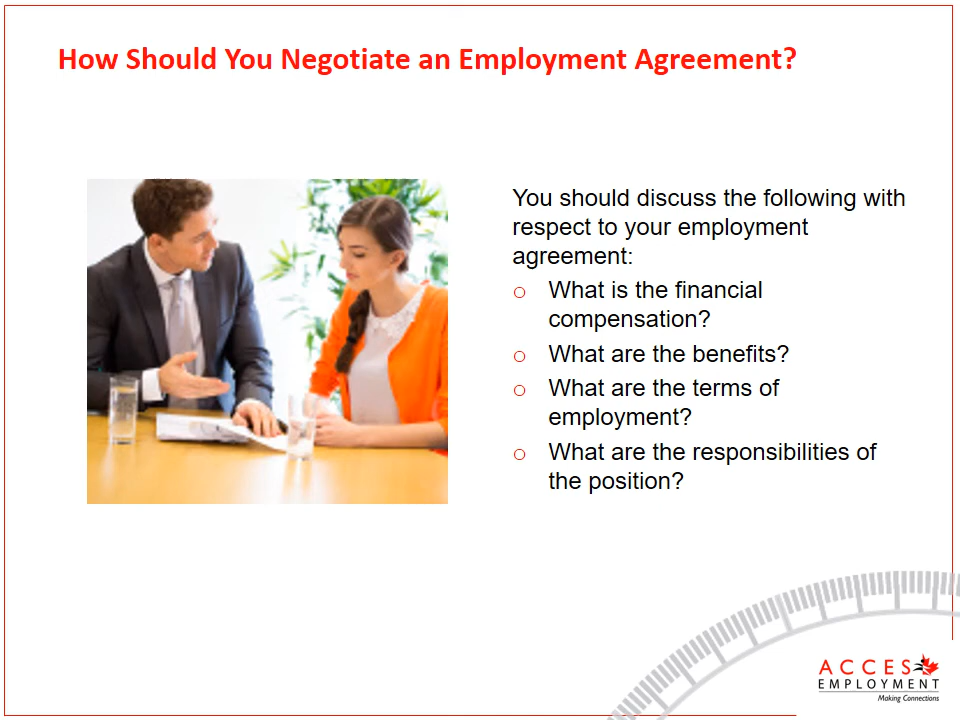 How Should You Negotiate an Employment Agreement?
You should discuss the following with
respect to your employment
agreement:
What is the financial
compensation?
What are the benefits?
What are the terms of
employment?
What are the responsibilities of
the position?
ACCES
EMPLOYMENT
Making Connections